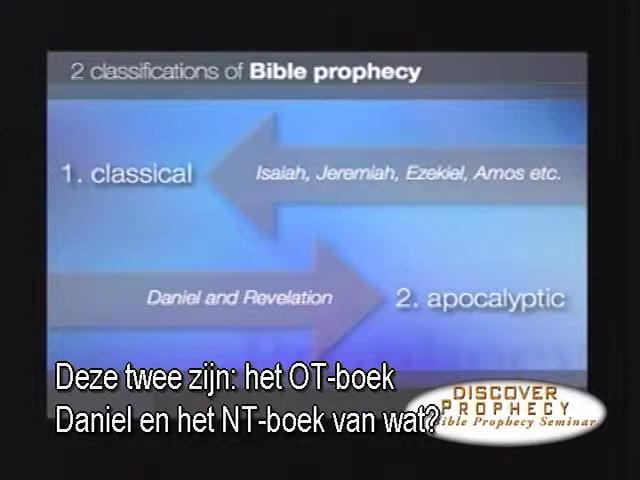 2 classifications of Bible prophecy
1. classical
Isaiah, Jeremiah, Ezekiel, Amos etc.
Daniel and Revelation
2. apocalyptic
Deze twee zijn: het OT-boek
Daniel en het NT-boek van wat?
DISCOVER
PROPHECY
Bible Prophecy Seminar